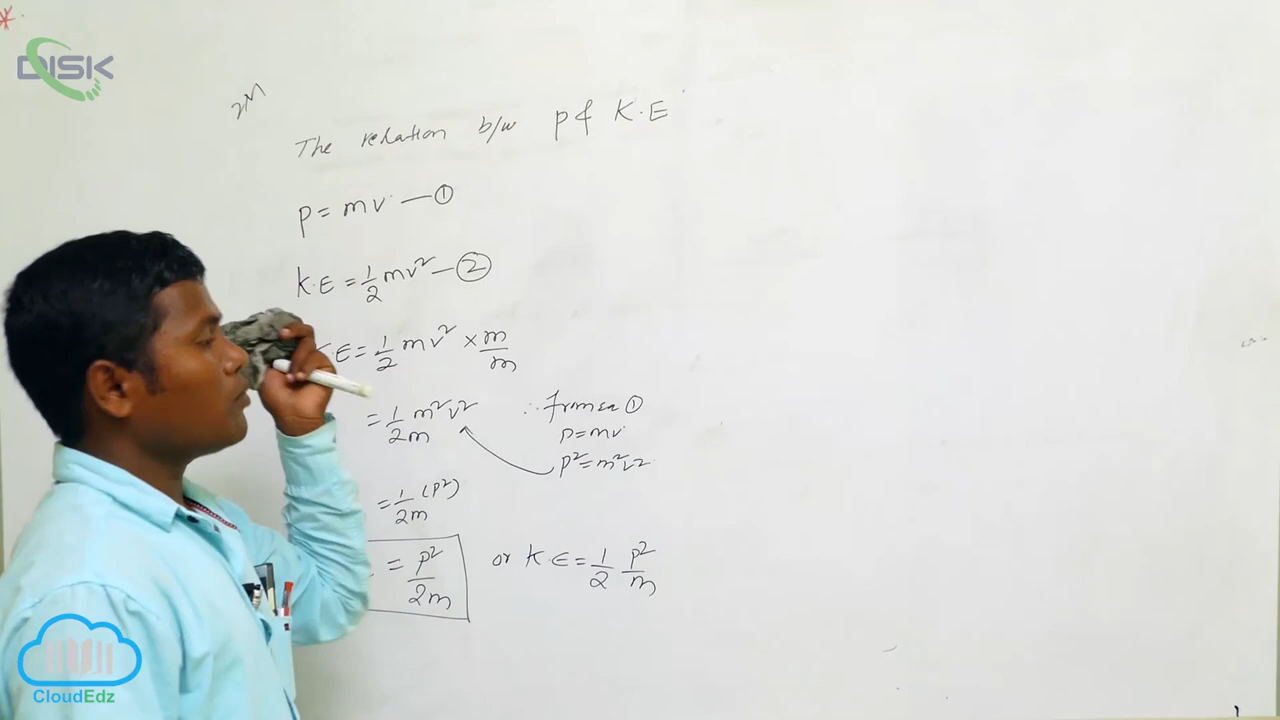 DISK
2M
The relation b/w P & K.E
P = mv — ①
K.E = 1/2 mv² — ②
E = 1/2 mv² × m/m
= 1/2m m²v² ∴ from eq ①
P = mv
P² = m²v²
= 1/2m (P²)
= P²/2m or K.E = 1/2 P²/m
CloudEdz